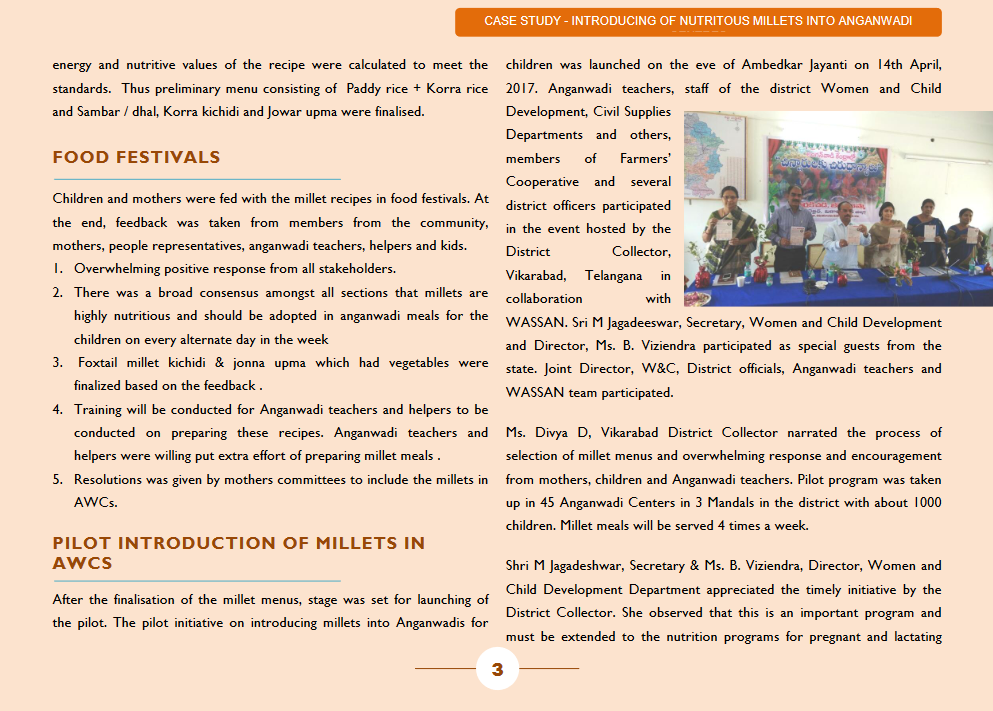 CASE STUDY - INTRODUCING OF NUTRITOUS MILLETS INTO ANGANWADI
energy and nutritive values of the recipe were calculated to meet the
standards. Thus preliminary menu consisting of Paddy rice + Korra rice
and Sambar / dhal, Korra kichidi and Jowar upma were finalised.
FOOD FESTIVALS
Children and mothers were fed with the millet recipes in food festivals. At
the end, feedback was taken from members from the community,
mothers, people representatives, anganwadi teachers, helpers and kids.
1. Overwhelming positive response from all stakeholders.
2. There was a broad consensus amongst all sections that millets are
highly nutritious and should be adopted in anganwadi meals for the
children on every alternate day in the week
3. Foxtail millet kichidi & jonna upma which had vegetables were
finalized based on the feedback .
4. Training will be conducted for Anganwadi teachers and helpers to be
conducted on preparing these recipes. Anganwadi teachers and
helpers were willing put extra effort of preparing millet meals .
5. Resolutions was given by mothers committees to include the millets in
AWCs.
PILOT INTRODUCTION OF MILLETS IN
AWCS
After the finalisation of the millet menus, stage was set for launching of
the pilot. The pilot initiative on introducing millets into Anganwadis for
children was launched on the eve of Ambedkar Jayanti on 14th April,
2017. Anganwadi teachers, staff of the district Women and Child
Development, Civil Supplies
Departments and others,
members of Farmers'
Cooperative and several
district officers participated
in the event hosted by the
District Collector,
Vikarabad, Telangana in
collaboration with
WASSAN. Sri M Jagadeeswar, Secretary, Women and Child Development
and Director, Ms. B. Viziendra participated as special guests from the
state. Joint Director, W&C, District officials, Anganwadi teachers and
WASSAN team participated.
Ms. Divya D, Vikarabad District Collector narrated the process of
selection of millet menus and overwhelming response and encouragement
from mothers, children and Anganwadi teachers. Pilot program was taken
up in 45 Anganwadi Centers in 3 Mandals in the district with about 1000
children. Millet meals will be served 4 times a week.
Shri M Jagadeshwar, Secretary & Ms. B. Viziendra, Director, Women and
Child Development Department appreciated the timely initiative by the
District Collector. She observed that this is an important program and
must be extended to the nutrition programs for pregnant and lactating
3